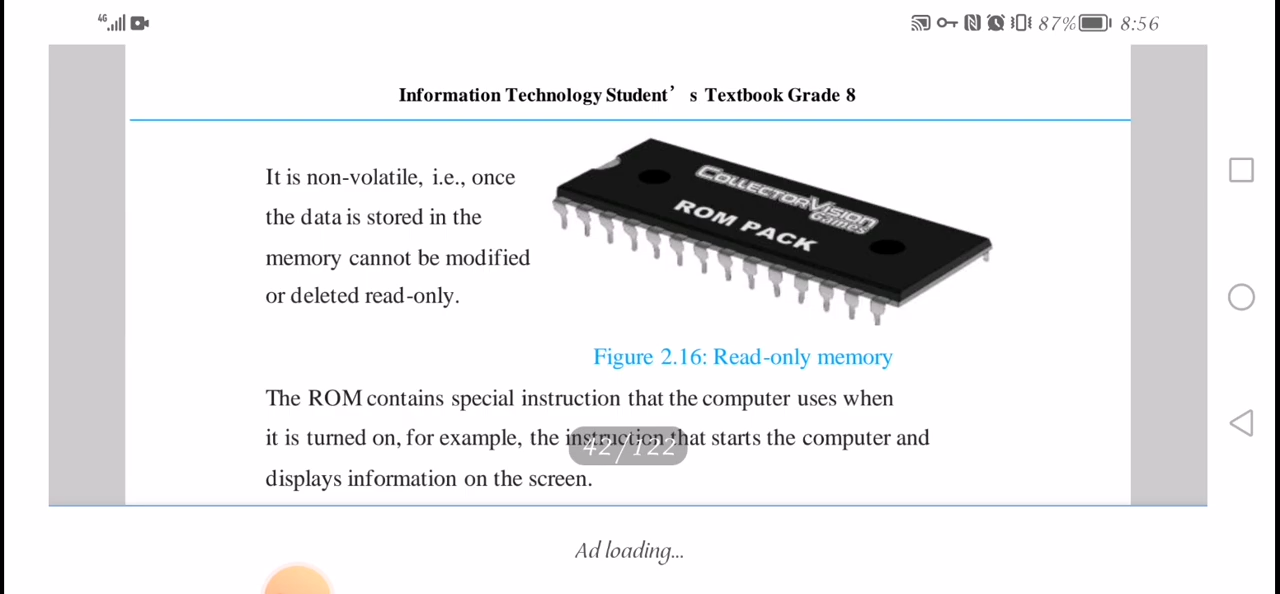 4G 87% 8:56
Information Technology Student’ s Textbook Grade 8
It is non-volatile, i.e., once
the data is stored in the
memory cannot be modified
or deleted read-only.
COLLECTORVISION
Games
ROM PACK
Figure 2.16: Read-only memory
The ROM contains special instruction that the computer uses when
it is turned on, for example, the instruction that starts the computer and
42/122
displays information on the screen.
Ad loading...